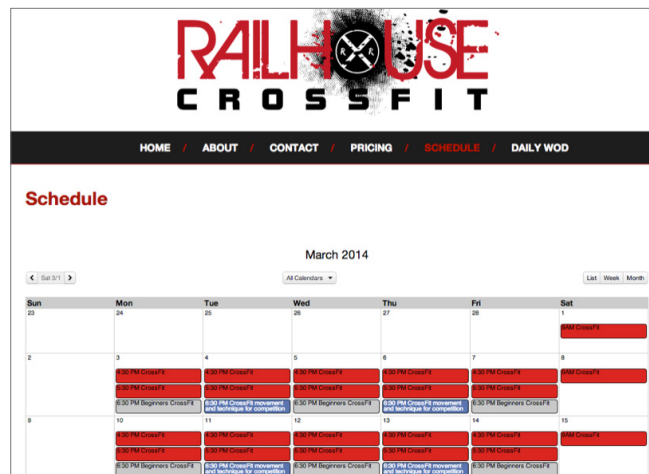 RAILHOUSE
CROSSFIT
HOME / ABOUT / CONTACT / PRICING / SCHEDULE / DAILY WOD
Schedule
March 2014
Sat 3/1 All Calendars List Week Month
Sun Mon Tue Wed Thu Fri Sat
23 24 25 26 27 28 1
9AM CrossFit
2 3 4 5 6 7 8
4:30 PM CrossFit 4:30 PM CrossFit 4:30 PM CrossFit 4:30 PM CrossFit 4:30 PM CrossFit 9AM CrossFit
5:30 PM CrossFit 5:30 PM CrossFit 5:30 PM CrossFit 5:30 PM CrossFit 5:30 PM CrossFit
6:30 PM Beginners CrossFit 6:30 PM CrossFit movement 6:30 PM Beginners CrossFit 6:30 PM CrossFit movement 6:30 PM Beginners CrossFit
and technique for competition and technique for competition
9 10 11 12 13 14 15
4:30 PM CrossFit 4:30 PM CrossFit 4:30 PM CrossFit 4:30 PM CrossFit 4:30 PM CrossFit 9AM CrossFit
5:30 PM CrossFit 5:30 PM CrossFit 5:30 PM CrossFit 5:30 PM CrossFit 5:30 PM CrossFit
6:30 PM Beginners CrossFit 6:30 PM CrossFit movement 6:30 PM Beginners CrossFit 6:30 PM CrossFit movement 6:30 PM Beginners CrossFit
and technique for competition and technique for competition